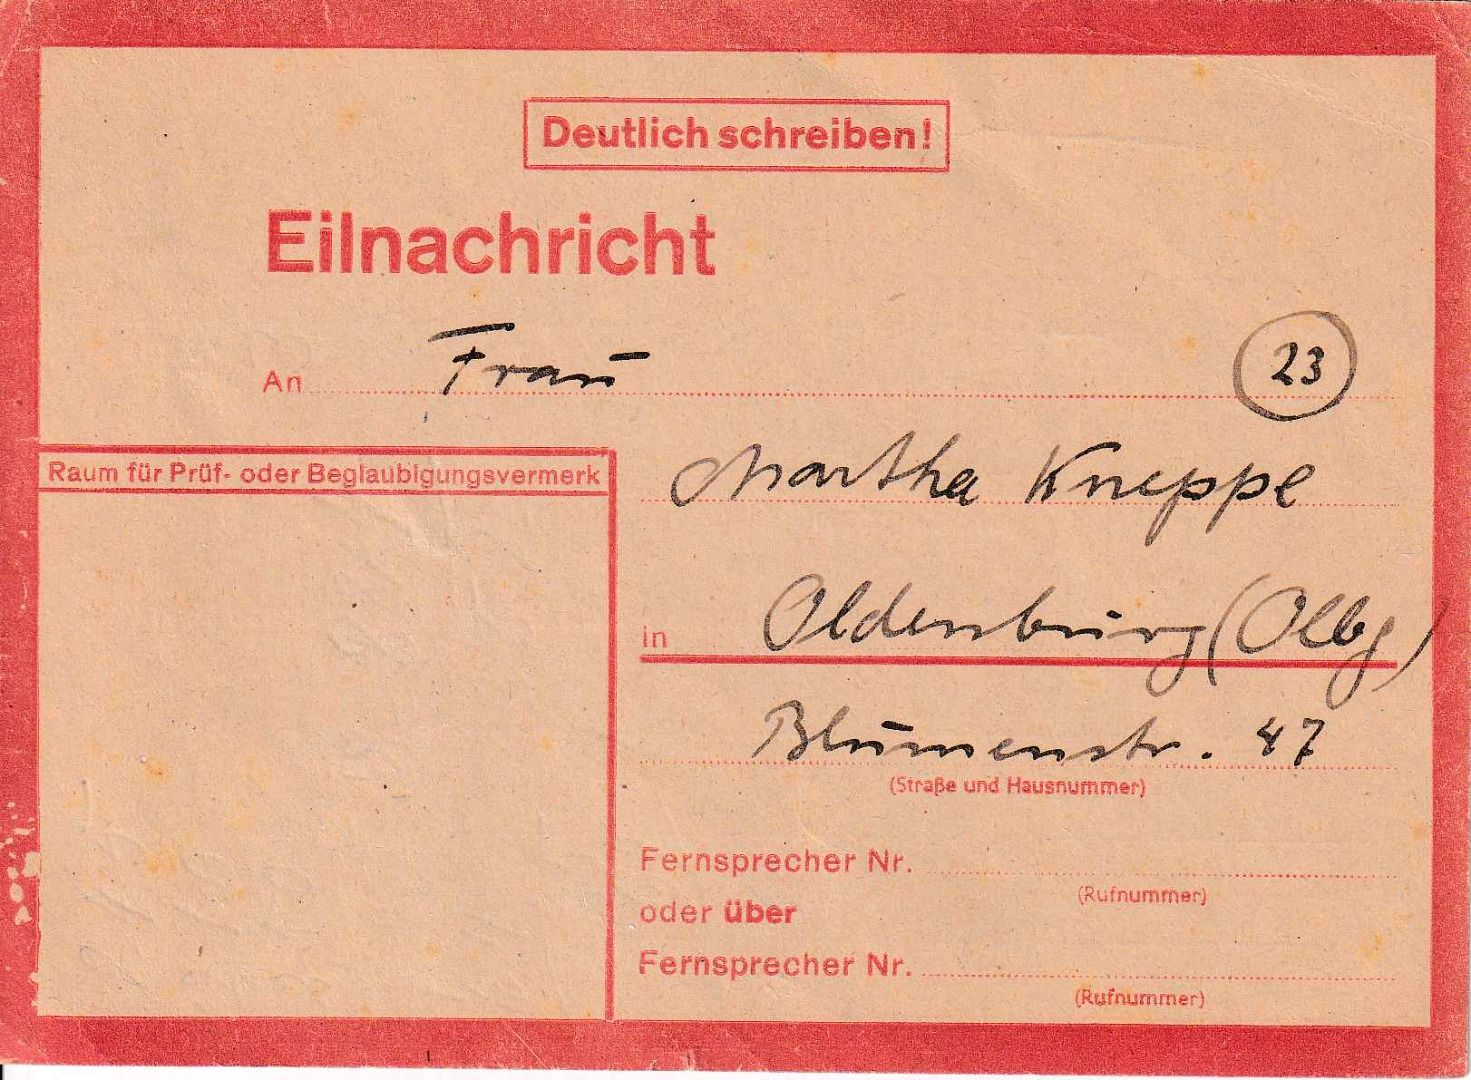 Deutlich schreiben!
Eilnachricht
An Frau
23
Raum für Prüf- oder Beglaubigungsvermerk
Martha Kneppe
in Oldenburg (Oldbg)
Blumenstr. 47
(Straße und Hausnummer)
Fernsprecher Nr.
(Rufnummer)
oder über
Fernsprecher Nr.
(Rufnummer)